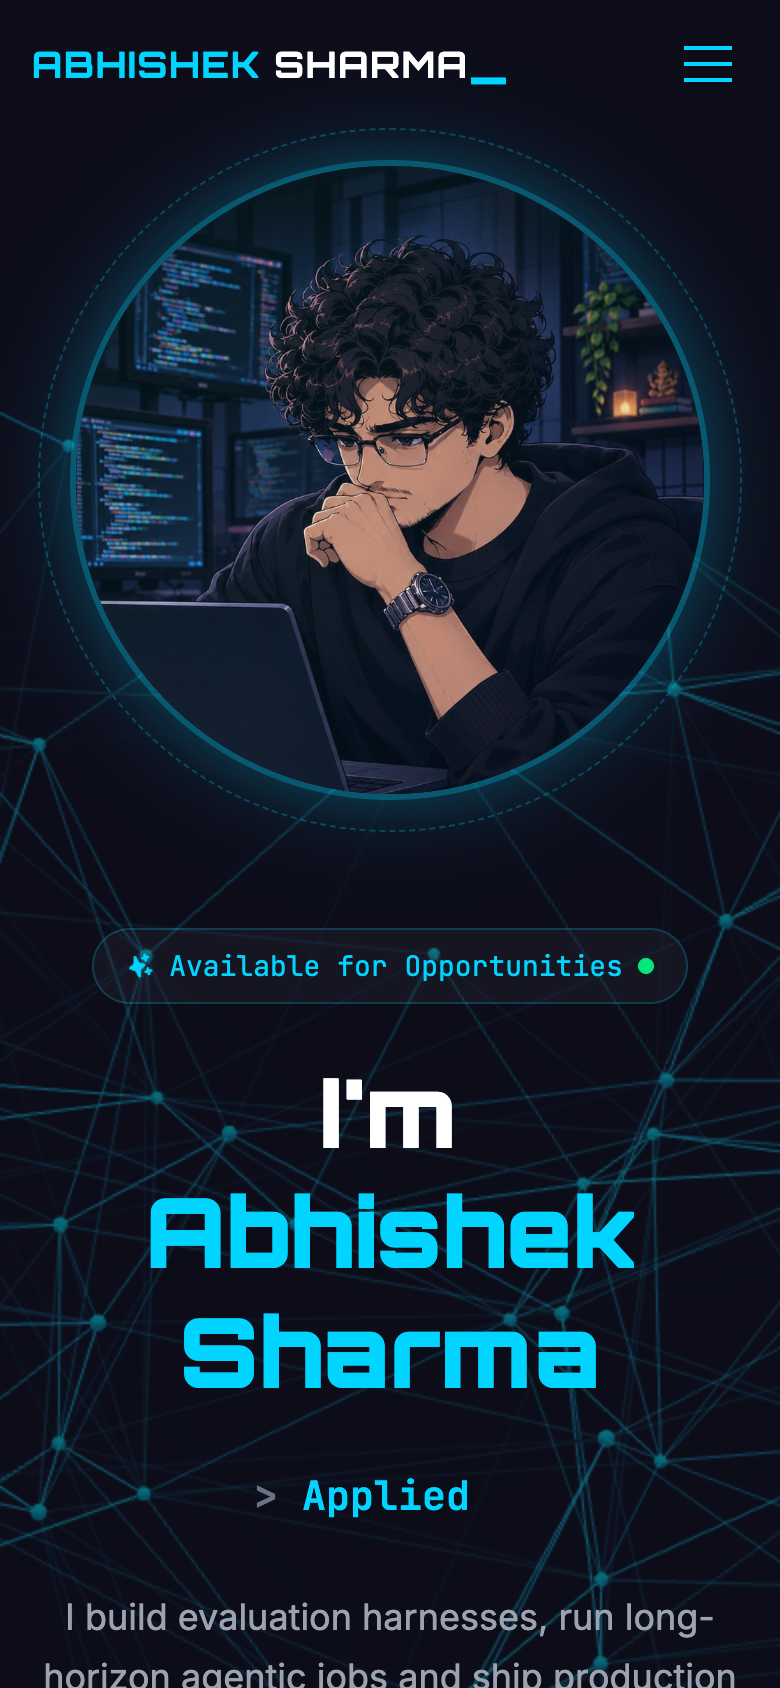 ABHISHEK SHARMA_
Available for Opportunities
I'm
Abhishek
Sharma
> Applied
I build evaluation harnesses, run long-
horizon agentic jobs and ship production